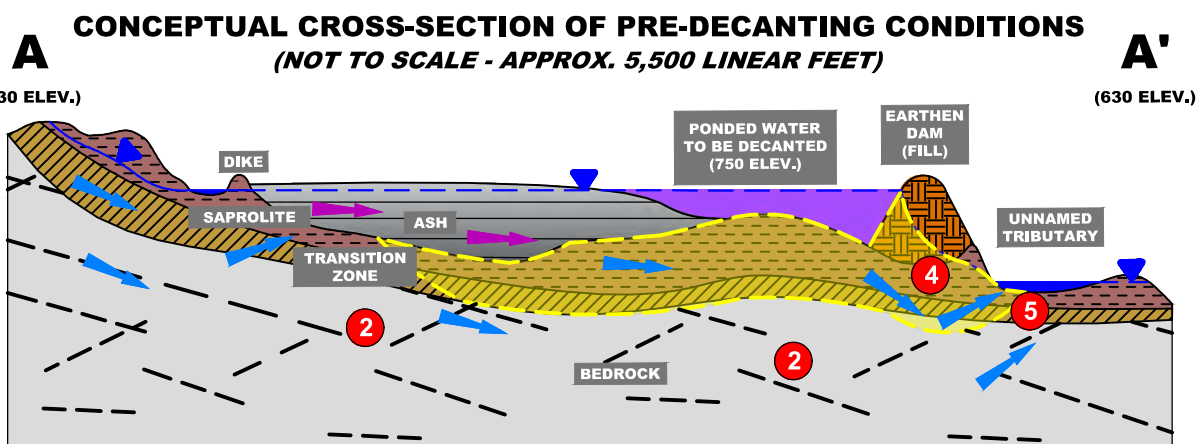 CONCEPTUAL CROSS-SECTION OF PRE-DECANTING CONDITIONS
(NOT TO SCALE - APPROX. 5,500 LINEAR FEET)
A
A'
30 ELEV.)
(630 ELEV.)
DIKE
PONDED WATER
TO BE DECANTED
(750 ELEV.)
EARTHEN
DAM
(FILL)
SAPROLITE
ASH
UNNAMED
TRIBUTARY
TRANSITION
ZONE
4
5
2
2
BEDROCK